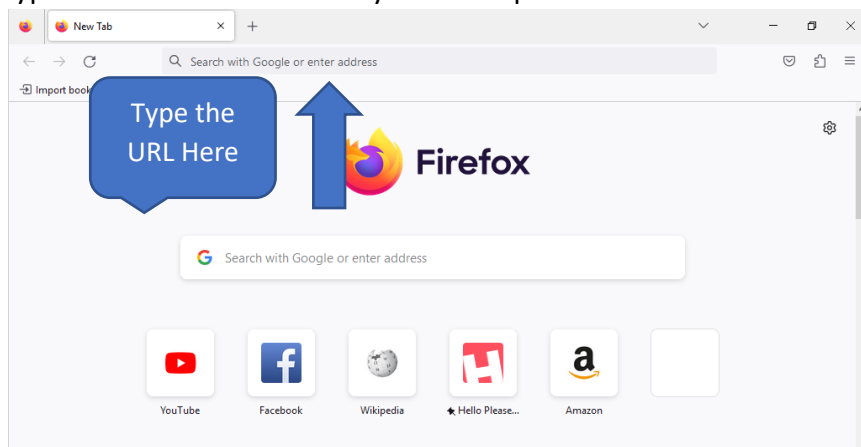 New Tab
Search with Google or enter address
Import book
Type the
URL Here
Firefox
Search with Google or enter address
YouTube
Facebook
Wikipedia
Hello Please...
Amazon